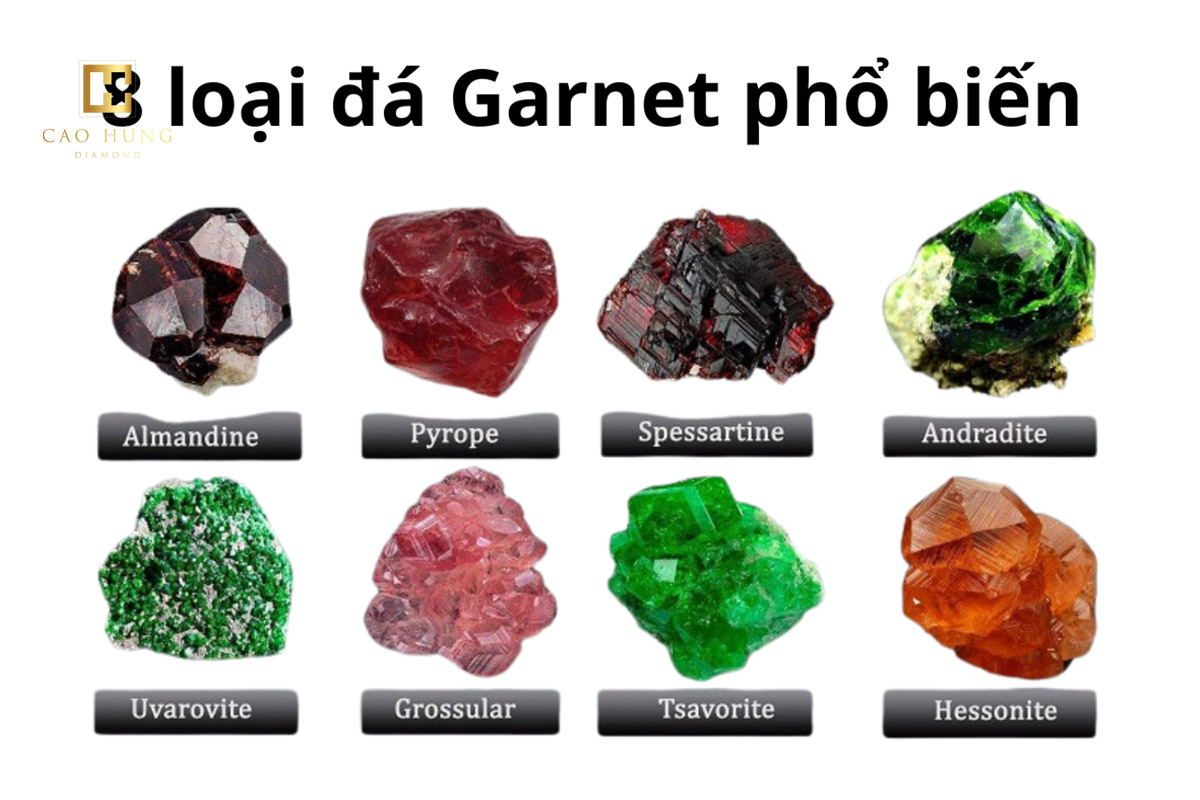 8 loại đá Garnet phổ biến
CAO HUNG
DIAMOND
Almandine
Pyrope
Spessartine
Andradite
Uvarovite
Grossular
Tsavorite
Hessonite